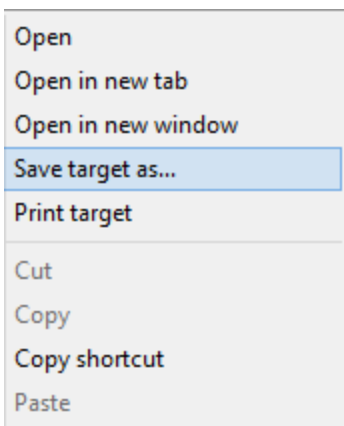 Open
Open in new tab
Open in new window
Save target as...
Print target
Cut
Copy
Copy shortcut
Paste